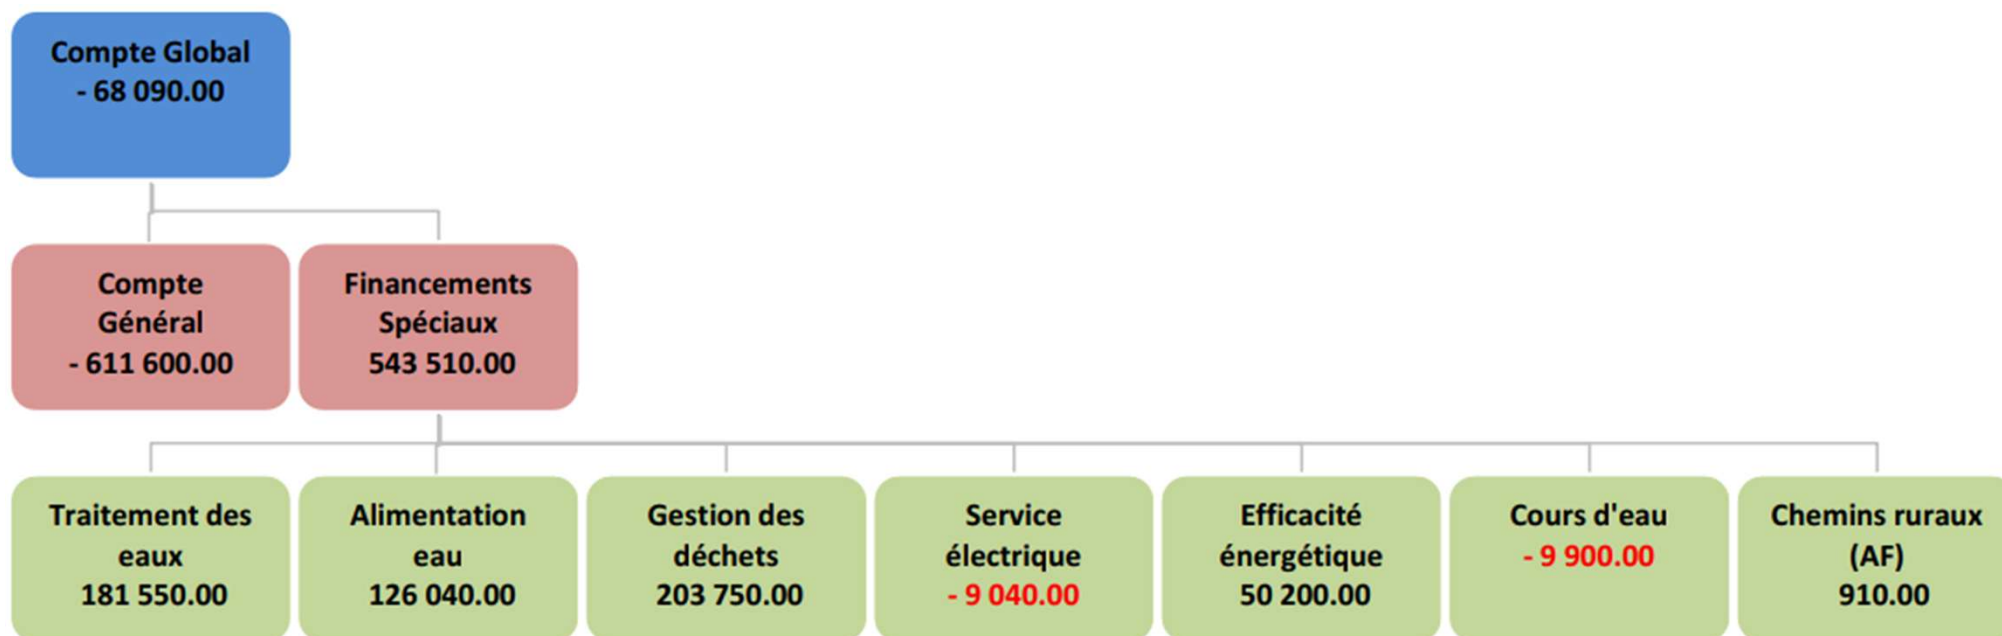 Compte Global
- 68 090.00
Compte
Général
- 611 600.00
Financements
Spéciaux
543 510.00
Traitement des
eaux
181 550.00
Alimentation
eau
126 040.00
Gestion des
déchets
203 750.00
Service
électrique
- 9 040.00
Efficacité
énergétique
50 200.00
Cours d'eau
- 9 900.00
Chemins ruraux
(AF)
910.00